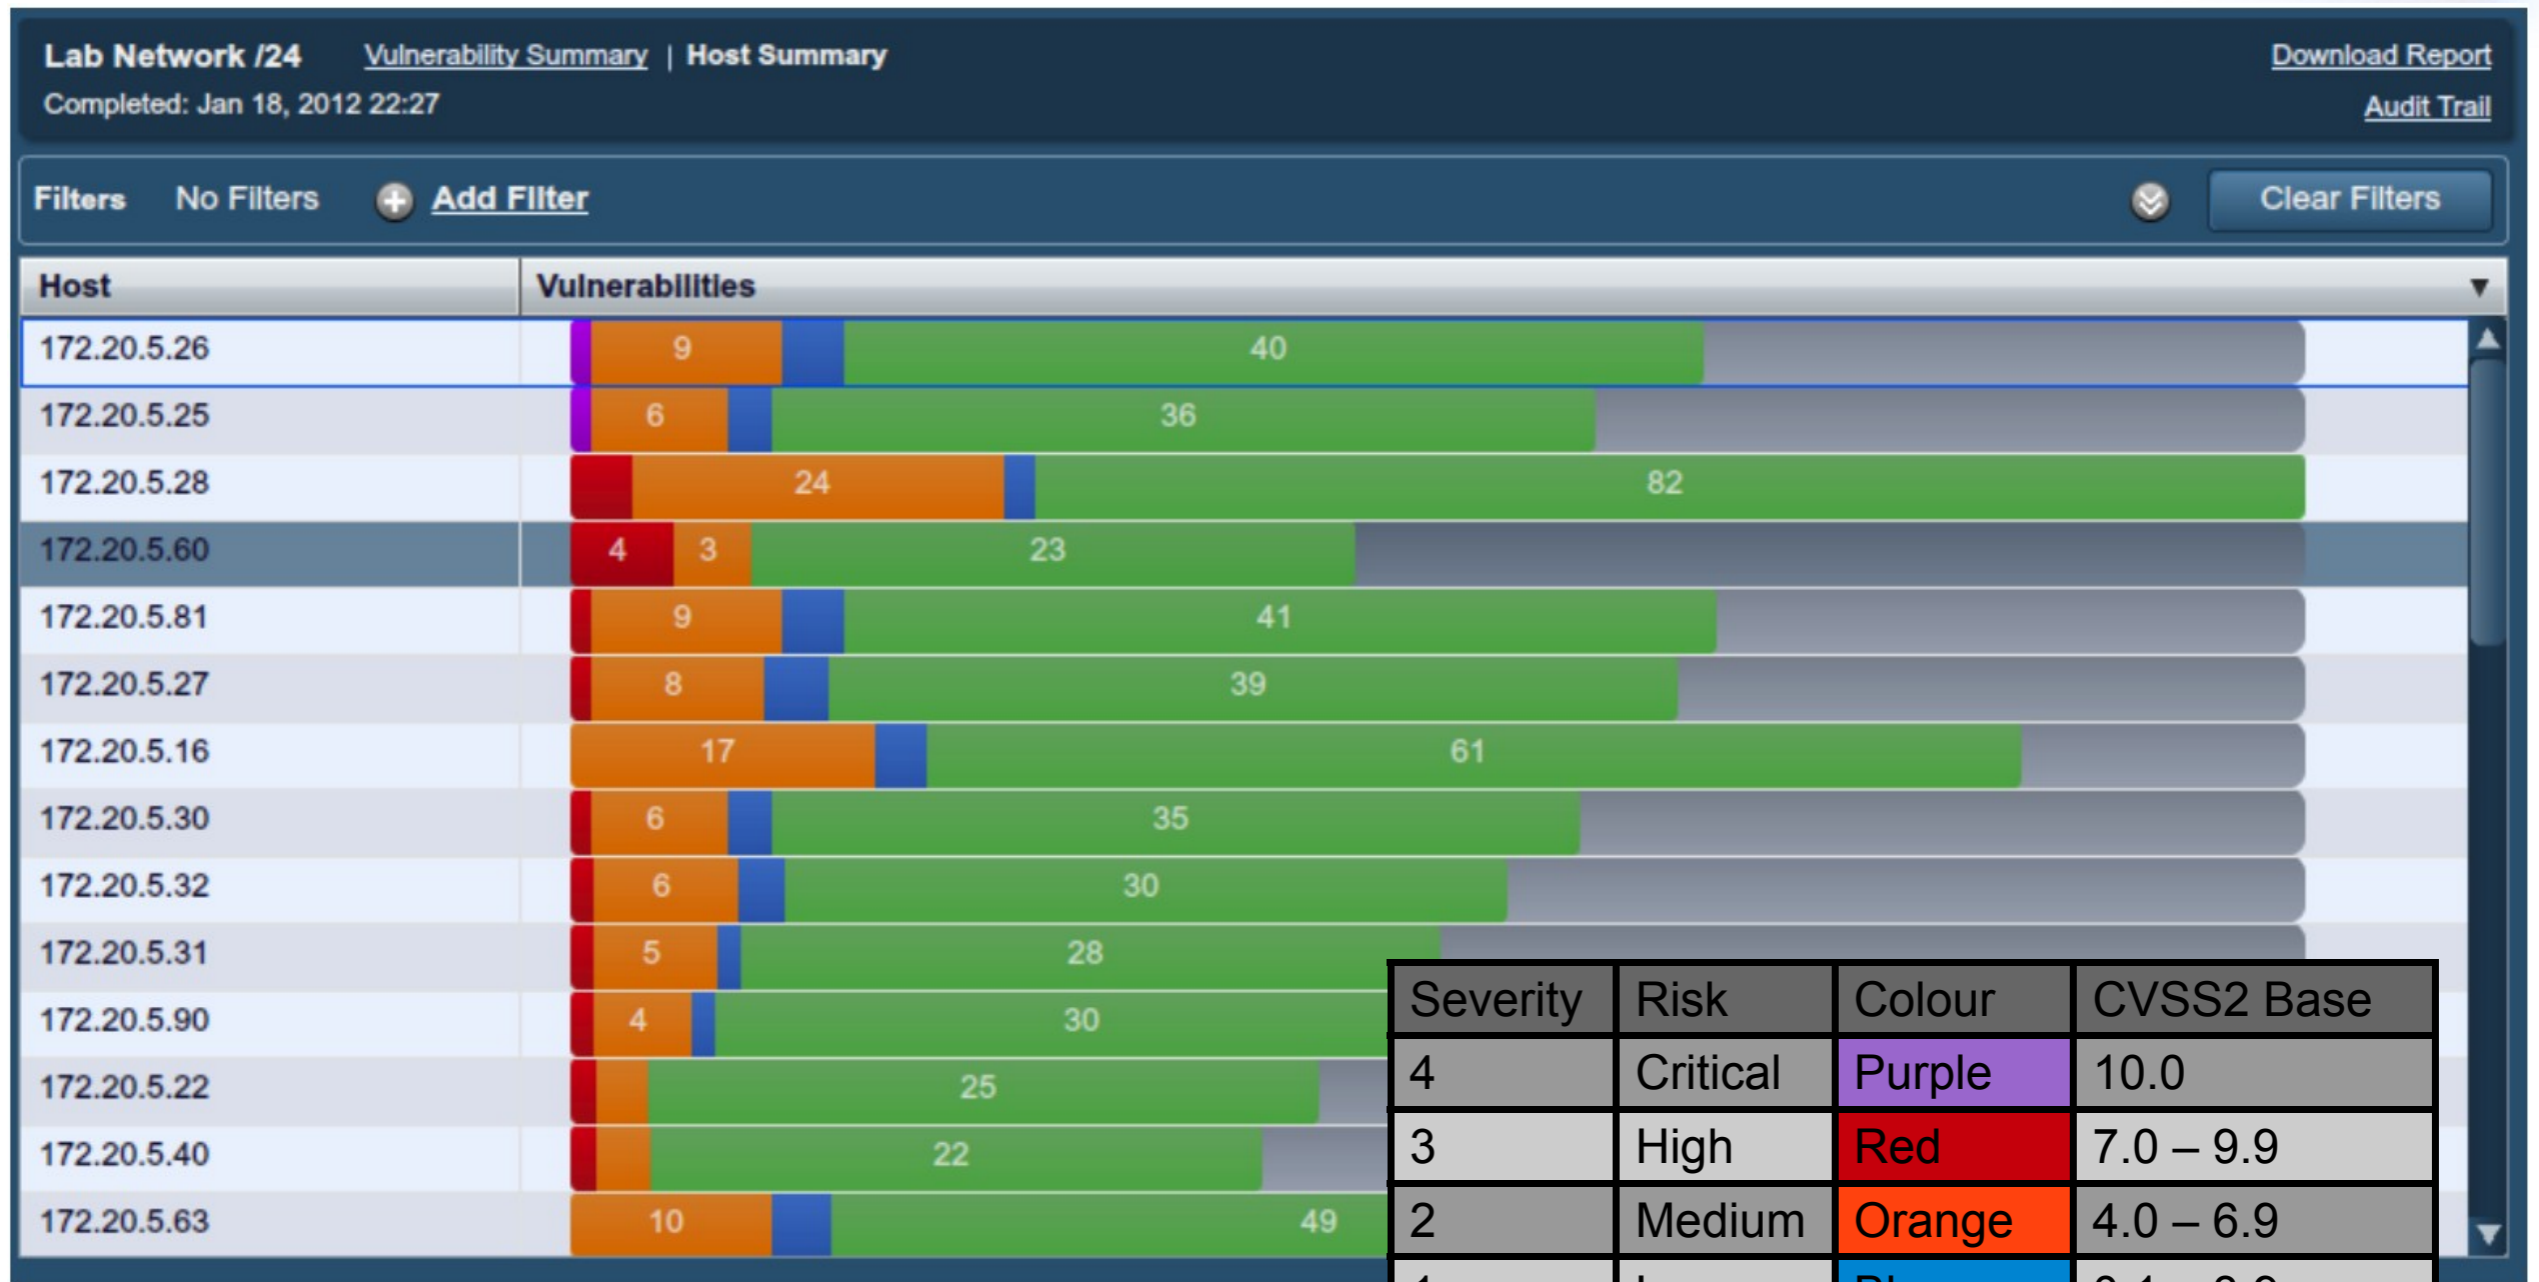 Lab Network /24 Vulnerability Summary | Host Summary Download Report
Completed: Jan 18, 2012 22:27 Audit Trail
Filters No Filters Add Filter Clear Filters
Host Vulnerabilities
172.20.5.26 9 40
172.20.5.25 6 36
172.20.5.28 24 82
172.20.5.60 4 3 23
172.20.5.81 9 41
172.20.5.27 8 39
172.20.5.16 17 61
172.20.5.30 6 35
172.20.5.32 6 30
172.20.5.31 5 28
172.20.5.90 4 30
172.20.5.22 25
172.20.5.40 22
172.20.5.63 10 49
Severity Risk Colour CVSS2 Base
4 Critical Purple 10.0
3 High Red 7.0 – 9.9
2 Medium Orange 4.0 – 6.9